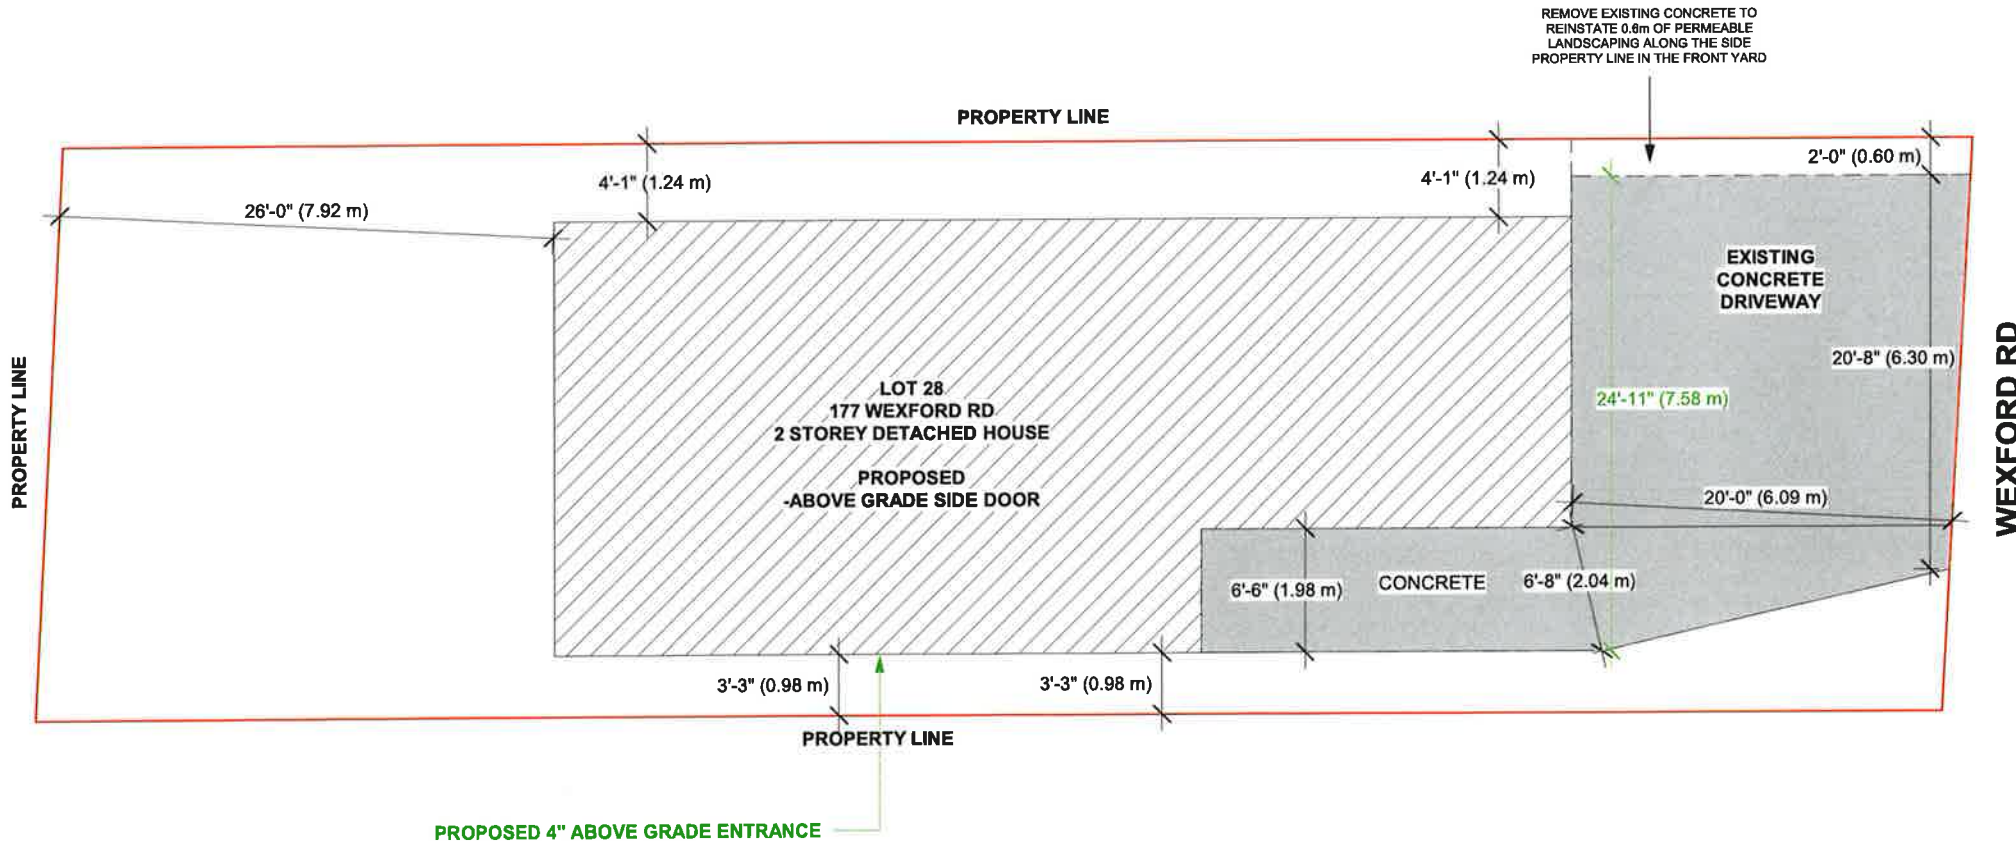 REMOVE EXISTING CONCRETE TO
REINSTATE 0.6m OF PERMEABLE
LANDSCAPING ALONG THE SIDE
PROPERTY LINE IN THE FRONT YARD
PROPERTY LINE
2'-0" (0.60 m)
4'-1" (1.24 m)
4'-1" (1.24 m)
26'-0" (7.92 m)
EXISTING
CONCRETE
DRIVEWAY
20'-8" (6.30 m)
WEXFORD RD
PROPERTY LINE
LOT 28
177 WEXFORD RD
2 STOREY DETACHED HOUSE
PROPOSED
-ABOVE GRADE SIDE DOOR
24'-11" (7.58 m)
20'-0" (6.09 m)
6'-6" (1.98 m)
CONCRETE
6'-8" (2.04 m)
3'-3" (0.98 m)
3'-3" (0.98 m)
PROPERTY LINE
PROPOSED 4" ABOVE GRADE ENTRANCE